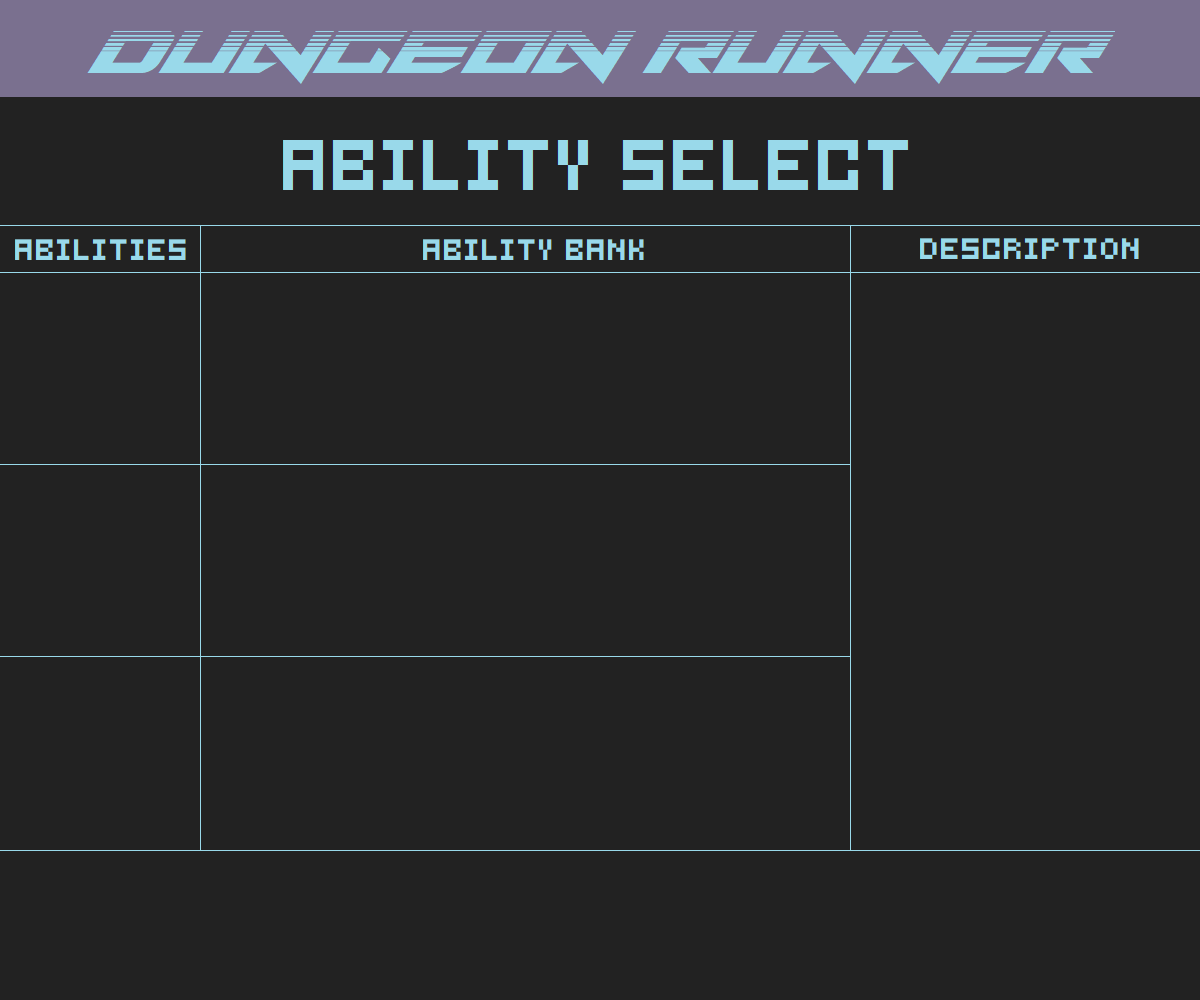 DUNGEON RUNNER
ABILITY SELECT
ABILITIES
ABILITY BANK
DESCRIPTION